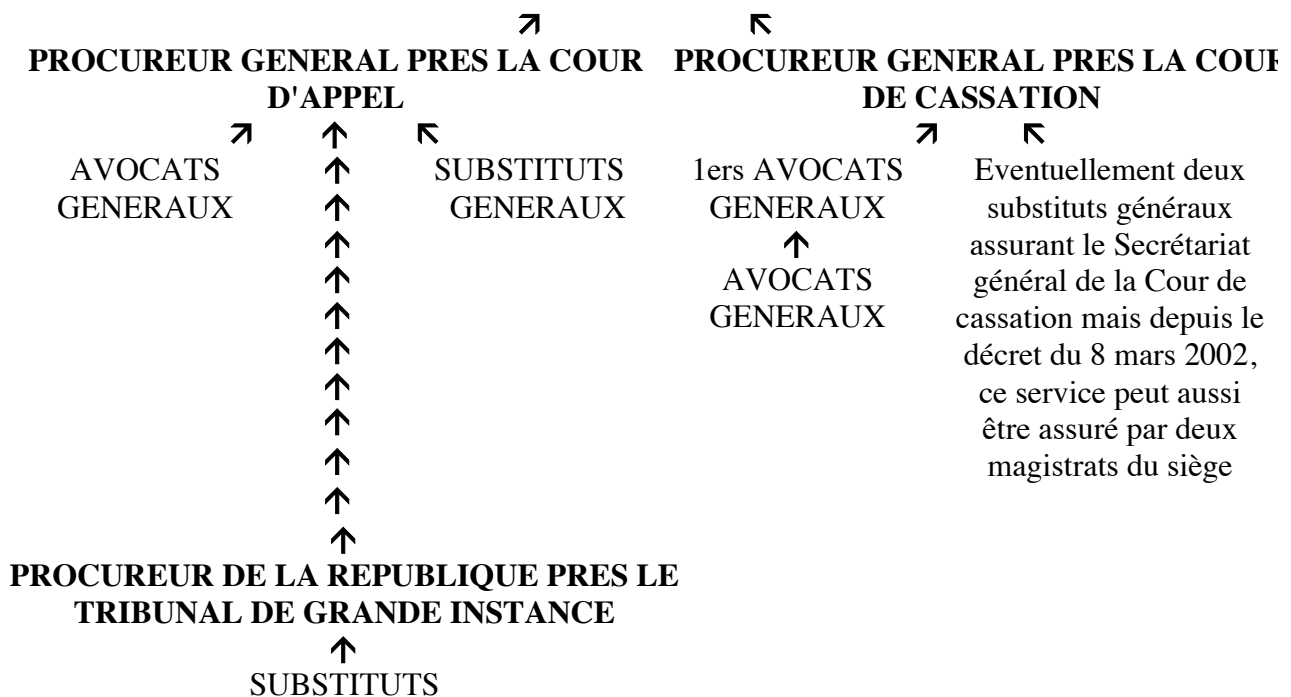 PROCUREUR GENERAL PRES LA COUR
D'APPEL
AVOCATS
GENERAUX
SUBSTITUTS
GENERAUX
PROCUREUR GENERAL PRES LA COUR
DE CASSATION
1ers AVOCATS
GENERAUX
AVOCATS
GENERAUX
Eventuellement deux
substituts généraux
assurant le Secrétariat
général de la Cour de
cassation mais depuis le
décret du 8 mars 2002,
ce service peut aussi
être assuré par deux
magistrats du siège
PROCUREUR DE LA REPUBLIQUE PRES LE
TRIBUNAL DE GRANDE INSTANCE
SUBSTITUTS